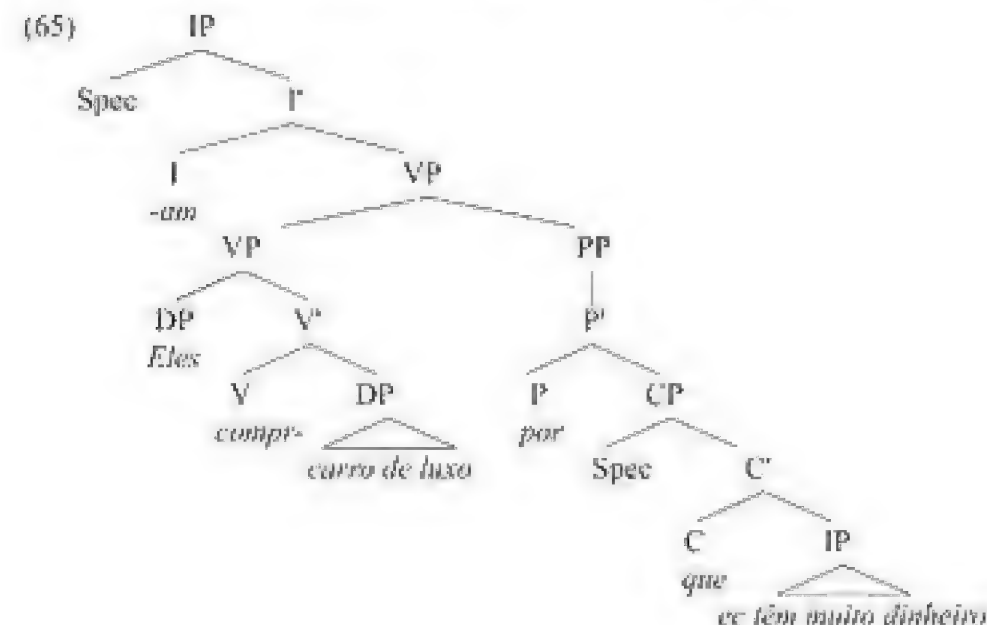 (65) IP
Spec I'
I VP
-am
VP PP
DP V' P'
Eles
V DP P CP
compr- por
carro de luxo Spec C'
C IP
que
ec têm muito dinheiro